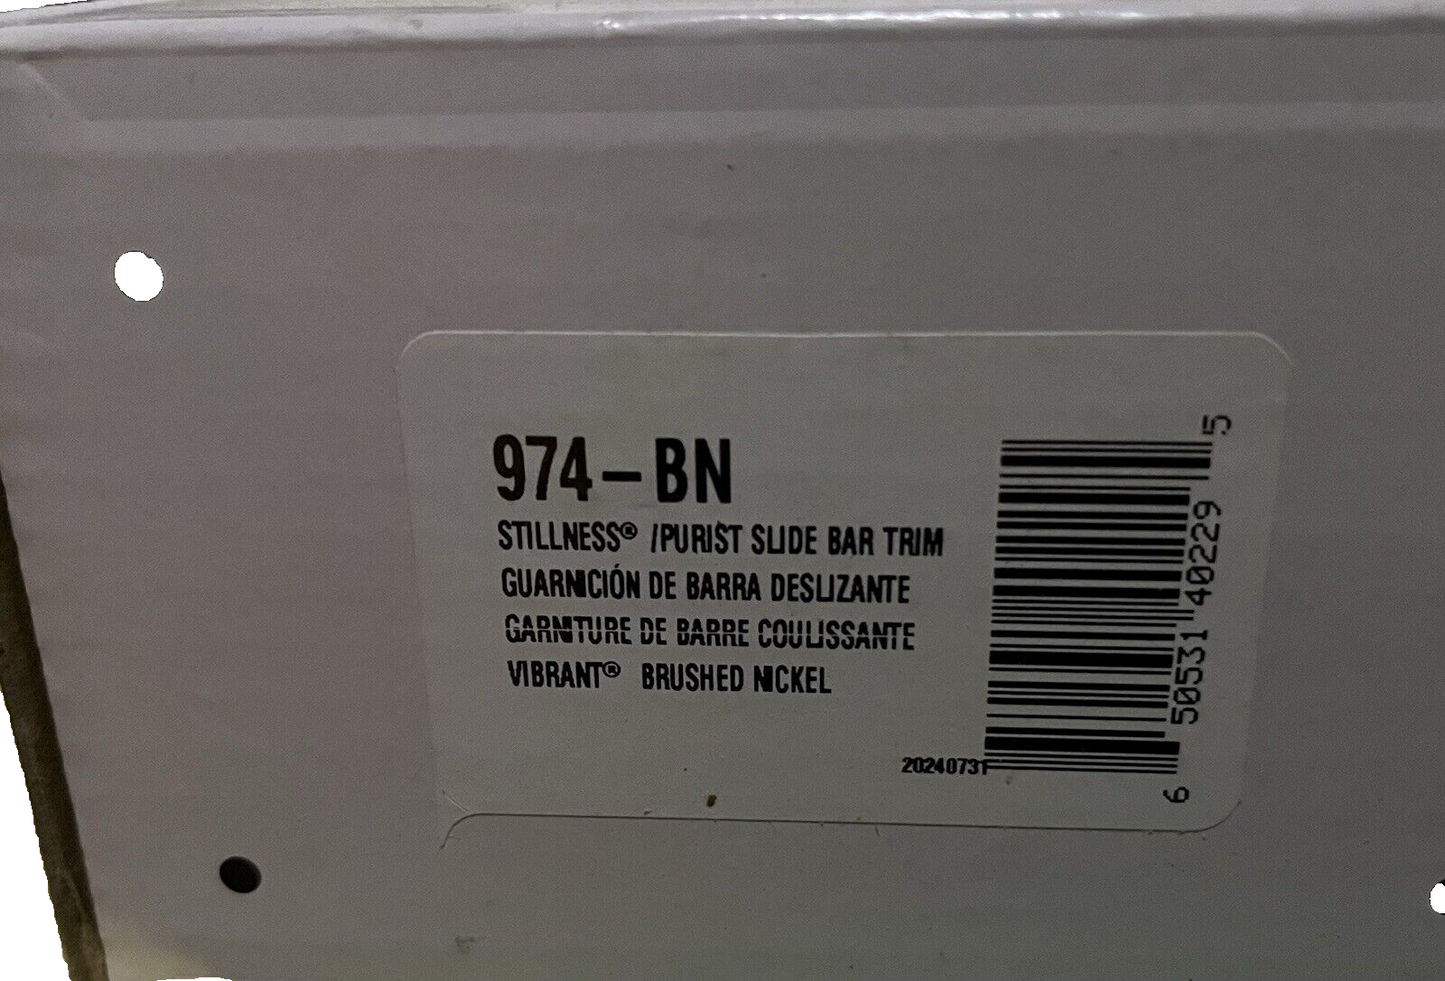 974-BN
STILLNESS® /PURIST SLIDE BAR TRIM
GUARNICIÓN DE BARRA DESLIZANTE
GARNITURE DE BARRE COULISSANTE
VIBRANT® BRUSHED NICKEL
20240731
6 50531 40229 5